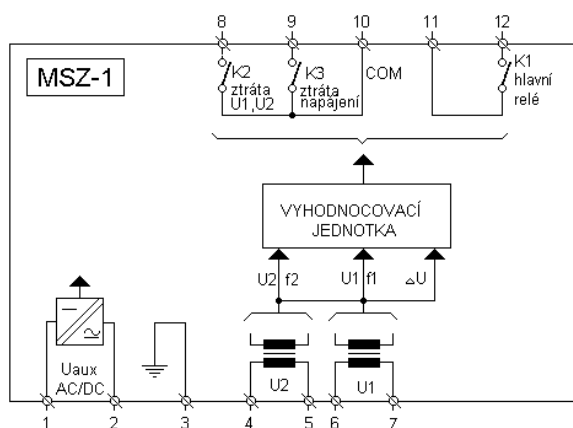 8 9 10 11 12
MSZ-1
K2
ztráta
U1,U2
K3
ztráta
napájení
COM
K1
hlavní
relé
VYHODNOCOVACÍ
JEDNOTKA
U2 f2
U1 f1
△U
Uaux
AC/DC
U2
U1
1 2 3 4 5 6 7